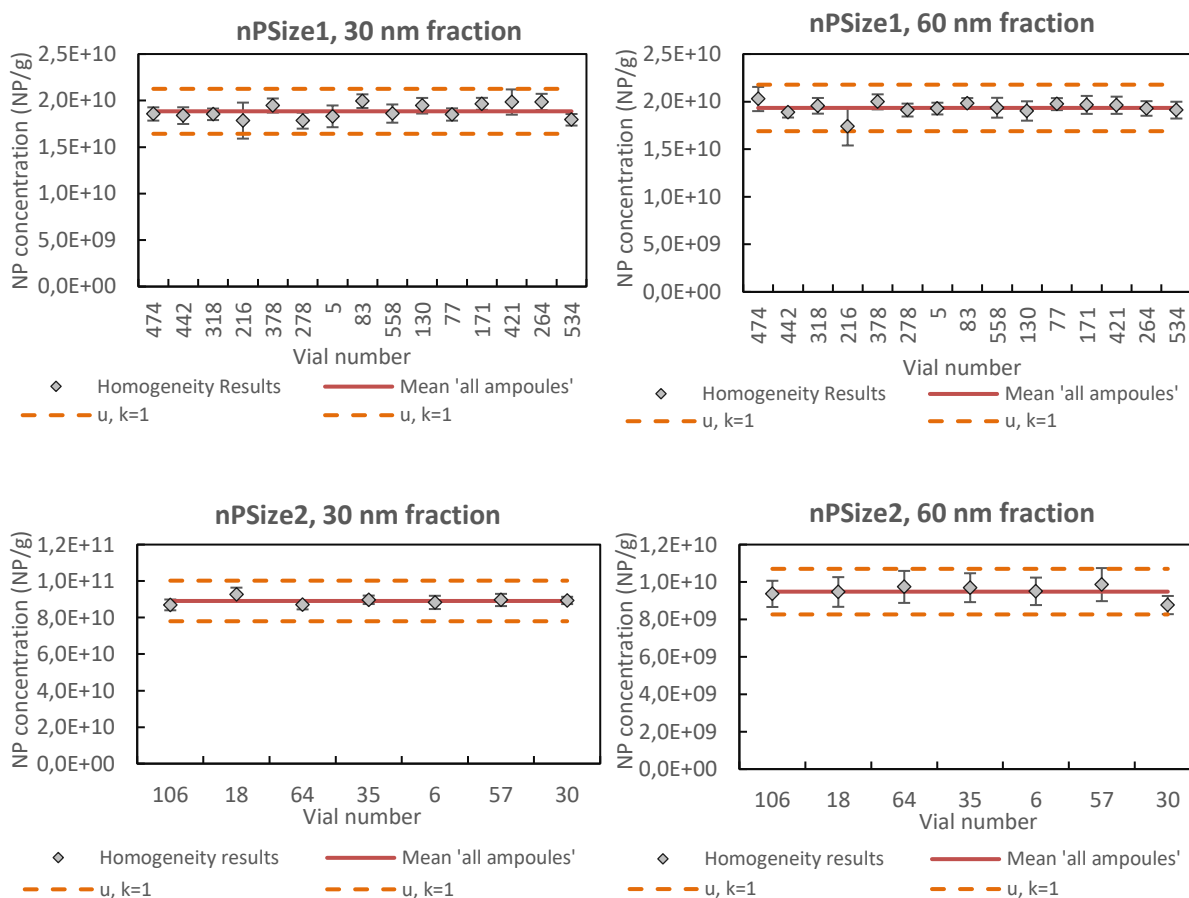 nPSize1, 30 nm fraction
NP concentration (NP/g)
2,5E+10
2,0E+10
1,5E+10
1,0E+10
5,0E+09
0,0E+00
474 442 318 216 378 278 5 83 558 130 77 171 421 264 534
Vial number
Homogeneity Results
Mean 'all ampoules'
u, k=1
u, k=1
nPSize1, 60 nm fraction
NP concentration (NP/g)
2,5E+10
2,0E+10
1,5E+10
1,0E+10
5,0E+09
0,0E+00
474 442 318 216 378 278 5 83 558 130 77 171 421 264 534
Vial number
Homogeneity Results
Mean 'all ampoules'
u, k=1
u, k=1
nPSize2, 30 nm fraction
NP concentration (NP/g)
1,2E+11
1,0E+11
8,0E+10
6,0E+10
4,0E+10
2,0E+10
0,0E+00
106 18 64 35 6 57 30
Vial number
Homogeneity results
Mean 'all ampoules'
u, k=1
u, k=1
nPSize2, 60 nm fraction
NP concentration (NP/g)
1,2E+10
1,0E+10
8,0E+09
6,0E+09
4,0E+09
2,0E+09
0,0E+00
106 18 64 35 6 57 30
Vial number
Homogeneity results
Mean 'all ampoules'
u, k=1
u, k=1